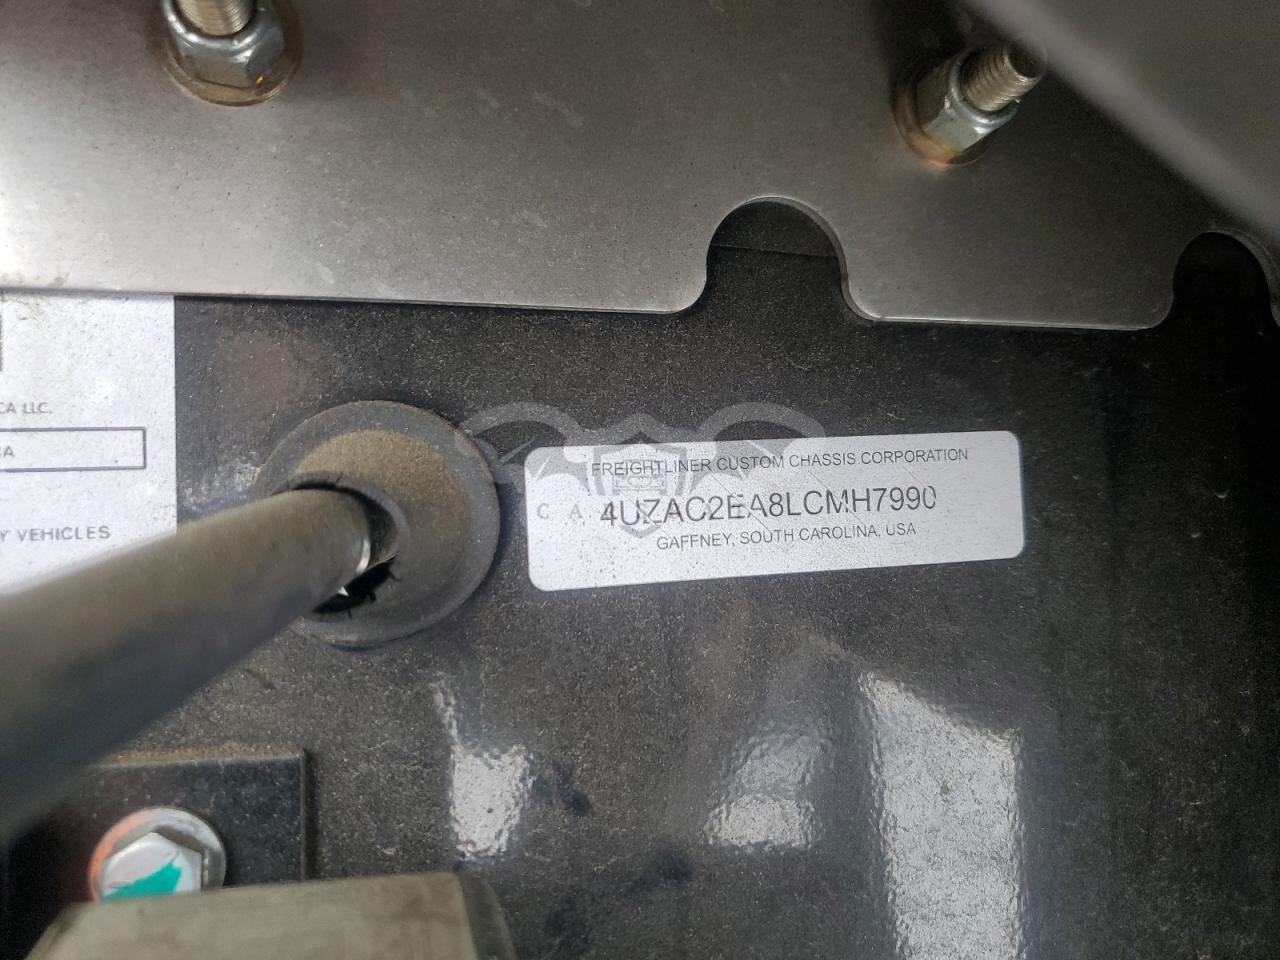 CA LLC.
Y VEHICLES
FREIGHTLINER CUSTOM CHASSIS CORPORATION
4UZAC2EA8LCMH7990
GAFFNEY, SOUTH CAROLINA, USA